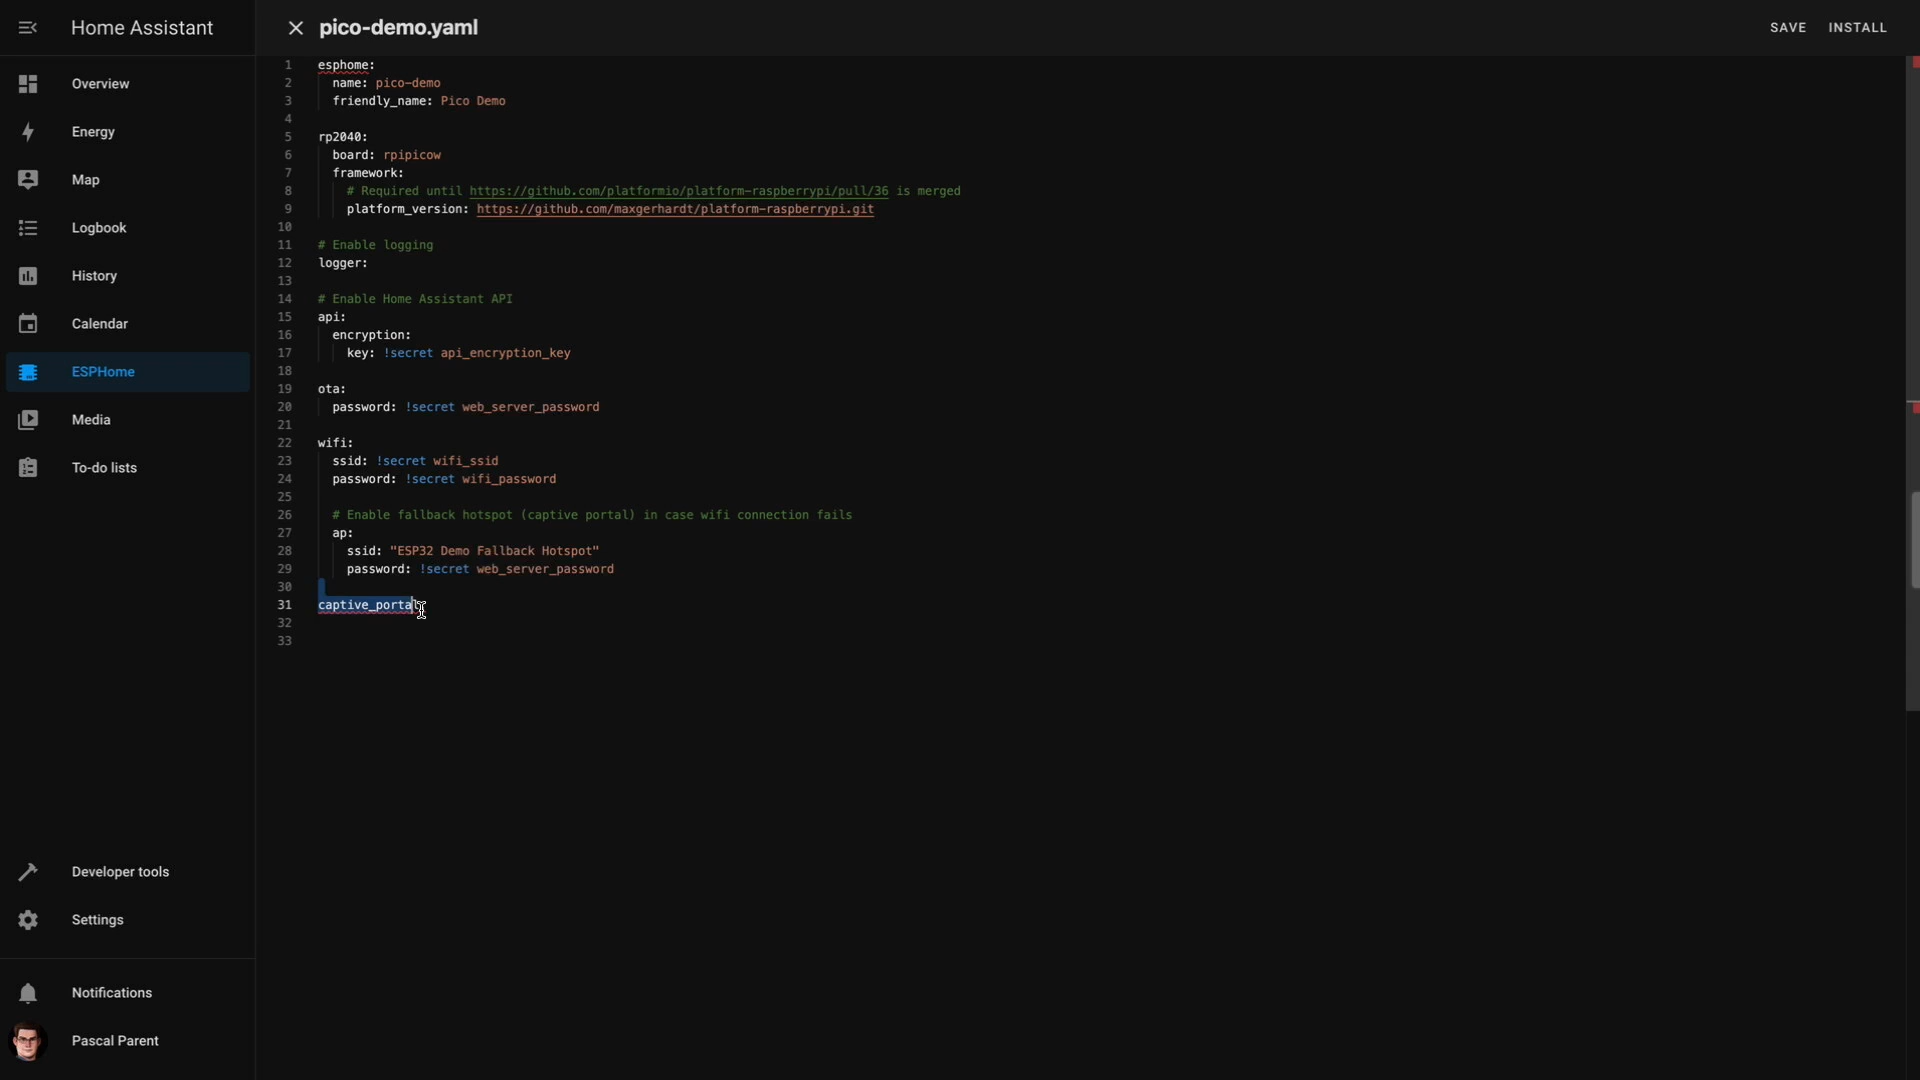 Home Assistant
pico-demo.yaml
SAVE
INSTALL
Overview
Energy
Map
Logbook
History
Calendar
ESPHome
Media
To-do lists
Developer tools
Settings
Notifications
Pascal Parent
1 esphome:
2   name: pico-demo
3   friendly_name: Pico Demo
4
5 rp2040:
6   board: rpipicow
7   framework:
8     # Required until https://github.com/platformio/platform-raspberrypi/pull/36 is merged
9     platform_version: https://github.com/maxgerhardt/platform-raspberrypi.git
10
11 # Enable logging
12 logger:
13
14 # Enable Home Assistant API
15 api:
16   encryption:
17     key: !secret api_encryption_key
18
19 ota:
20   password: !secret web_server_password
21
22 wifi:
23   ssid: !secret wifi_ssid
24   password: !secret wifi_password
25
26   # Enable fallback hotspot (captive portal) in case wifi connection fails
27   ap:
28     ssid: "ESP32 Demo Fallback Hotspot"
29     password: !secret web_server_password
30
31 captive_porta
32
33